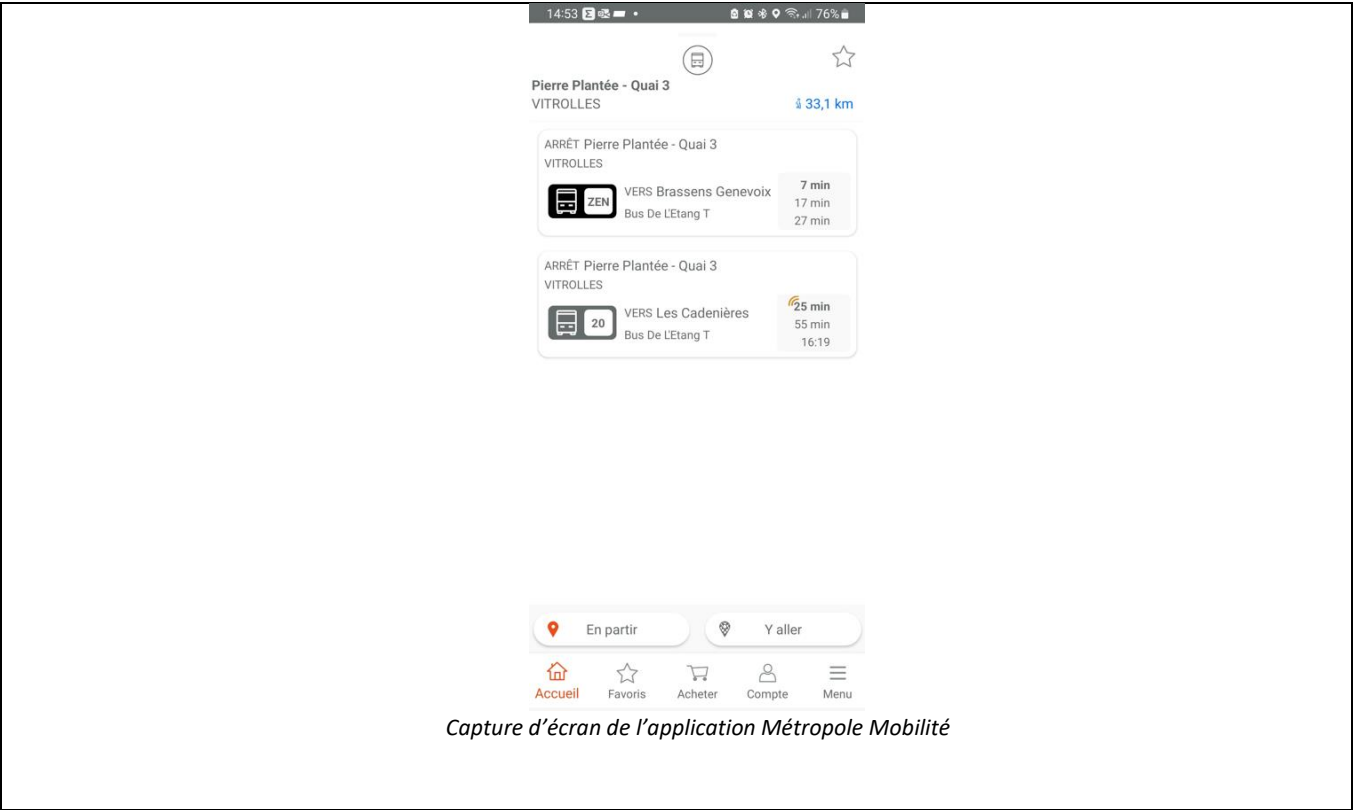 14:53
76%
Pierre Plantée - Quai 3
VITROLLES
33,1 km
ARRÊT Pierre Plantée - Quai 3
VITROLLES
ZEN
VERS Brassens Genevoix
Bus De L'Etang T
7 min
17 min
27 min
ARRÊT Pierre Plantée - Quai 3
VITROLLES
20
VERS Les Cadenières
Bus De L'Etang T
25 min
55 min
16:19
En partir
Y aller
Accueil
Favoris
Acheter
Compte
Menu
Capture d’écran de l’application Métropole Mobilité